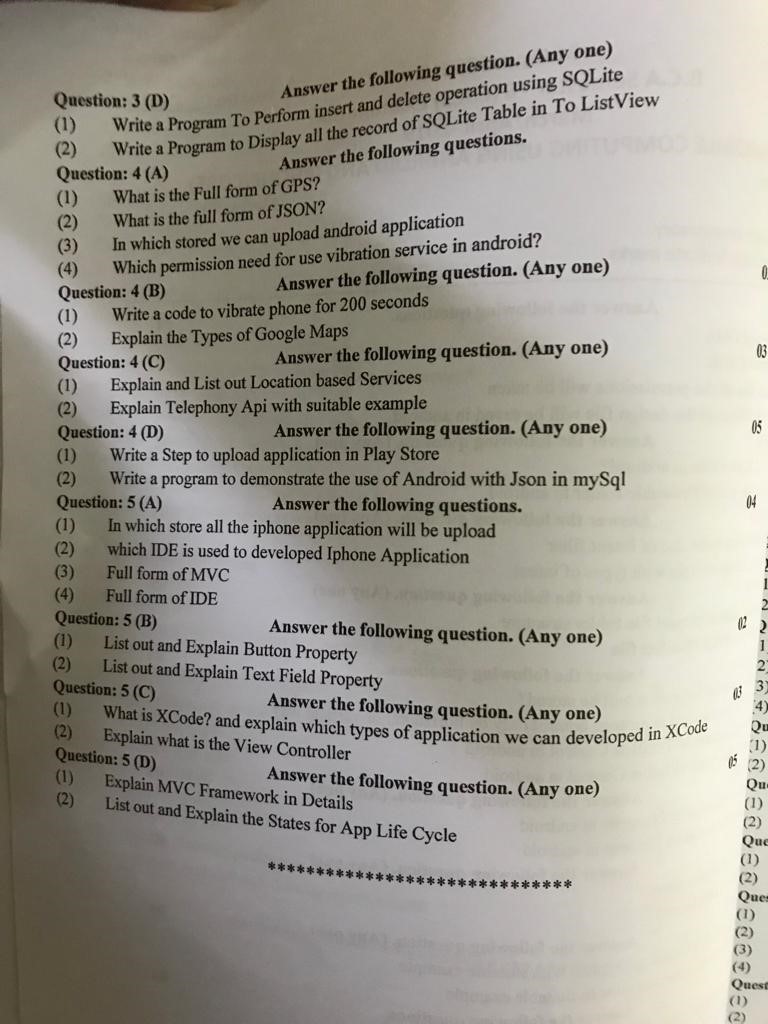 Question: 3 (D) Answer the following question. (Any one)
(1) Write a Program To Perform insert and delete operation using SQLite
(2) Write a Program to Display all the record of SQLite Table in To ListView
Question: 4 (A) Answer the following questions.
(1) What is the Full form of GPS?
(2) What is the full form of JSON?
(3) In which stored we can upload android application
(4) Which permission need for use vibration service in android?
Question: 4 (B) Answer the following question. (Any one)
(1) Write a code to vibrate phone for 200 seconds
(2) Explain the Types of Google Maps
Question: 4 (C) Answer the following question. (Any one) 03
(1) Explain and List out Location based Services
(2) Explain Telephony Api with suitable example
Question: 4 (D) Answer the following question. (Any one) 05
(1) Write a Step to upload application in Play Store
(2) Write a program to demonstrate the use of Android with Json in mySql
Question: 5 (A) Answer the following questions. 04
(1) In which store all the iphone application will be upload
(2) which IDE is used to developed Iphone Application
(3) Full form of MVC
(4) Full form of IDE
Question: 5 (B) Answer the following question. (Any one) 02
(1) List out and Explain Button Property
(2) List out and Explain Text Field Property
Question: 5 (C) Answer the following question. (Any one) 03
(1) What is XCode? and explain which types of application we can developed in XCode
(2) Explain what is the View Controller
Question: 5 (D) Answer the following question. (Any one) 05
(1) Explain MVC Framework in Details
(2) List out and Explain the States for App Life Cycle
*******************************
2
1
2)
3)
4)
(1)
(2)
(1)
(2)
(1)
(2)
(1)
(2)
(3)
(4)
(1)
(2)